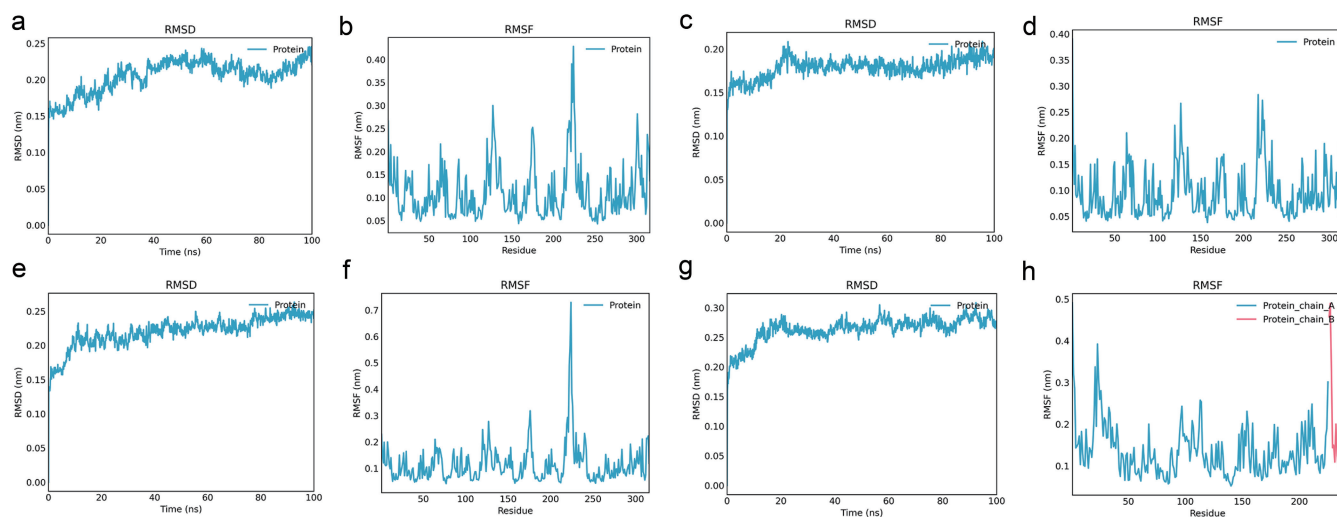 a
RMSD
0.25
0.20
0.15
0.10
0.05
0.00
RMSD (nm)
Protein
0
20
40
60
80
100
Time (ns)
b
RMSF
0.40
0.35
0.30
0.25
0.20
0.15
0.10
0.05
RMSF (nm)
Protein
50
100
150
200
250
300
Residue
c
RMSD
0.20
0.15
0.10
0.05
0.00
RMSD (nm)
Protein
0
20
40
60
80
100
Time (ns)
d
RMSF
0.40
0.35
0.30
0.25
0.20
0.15
0.10
0.05
RMSF (nm)
Protein
50
100
150
200
250
300
Residue
e
RMSD
0.25
0.20
0.15
0.10
0.05
0.00
RMSD (nm)
Protein
0
20
40
60
80
100
Time (ns)
f
RMSF
0.7
0.6
0.5
0.4
0.3
0.2
0.1
RMSF (nm)
Protein
50
100
150
200
250
300
Residue
g
RMSD
0.30
0.25
0.20
0.15
0.10
0.05
0.00
RMSD (nm)
Protein
0
20
40
60
80
100
Time (ns)
h
RMSF
0.5
0.4
0.3
0.2
0.1
RMSF (nm)
Protein_chain_A
Protein_chain_B
50
100
150
200
Residue